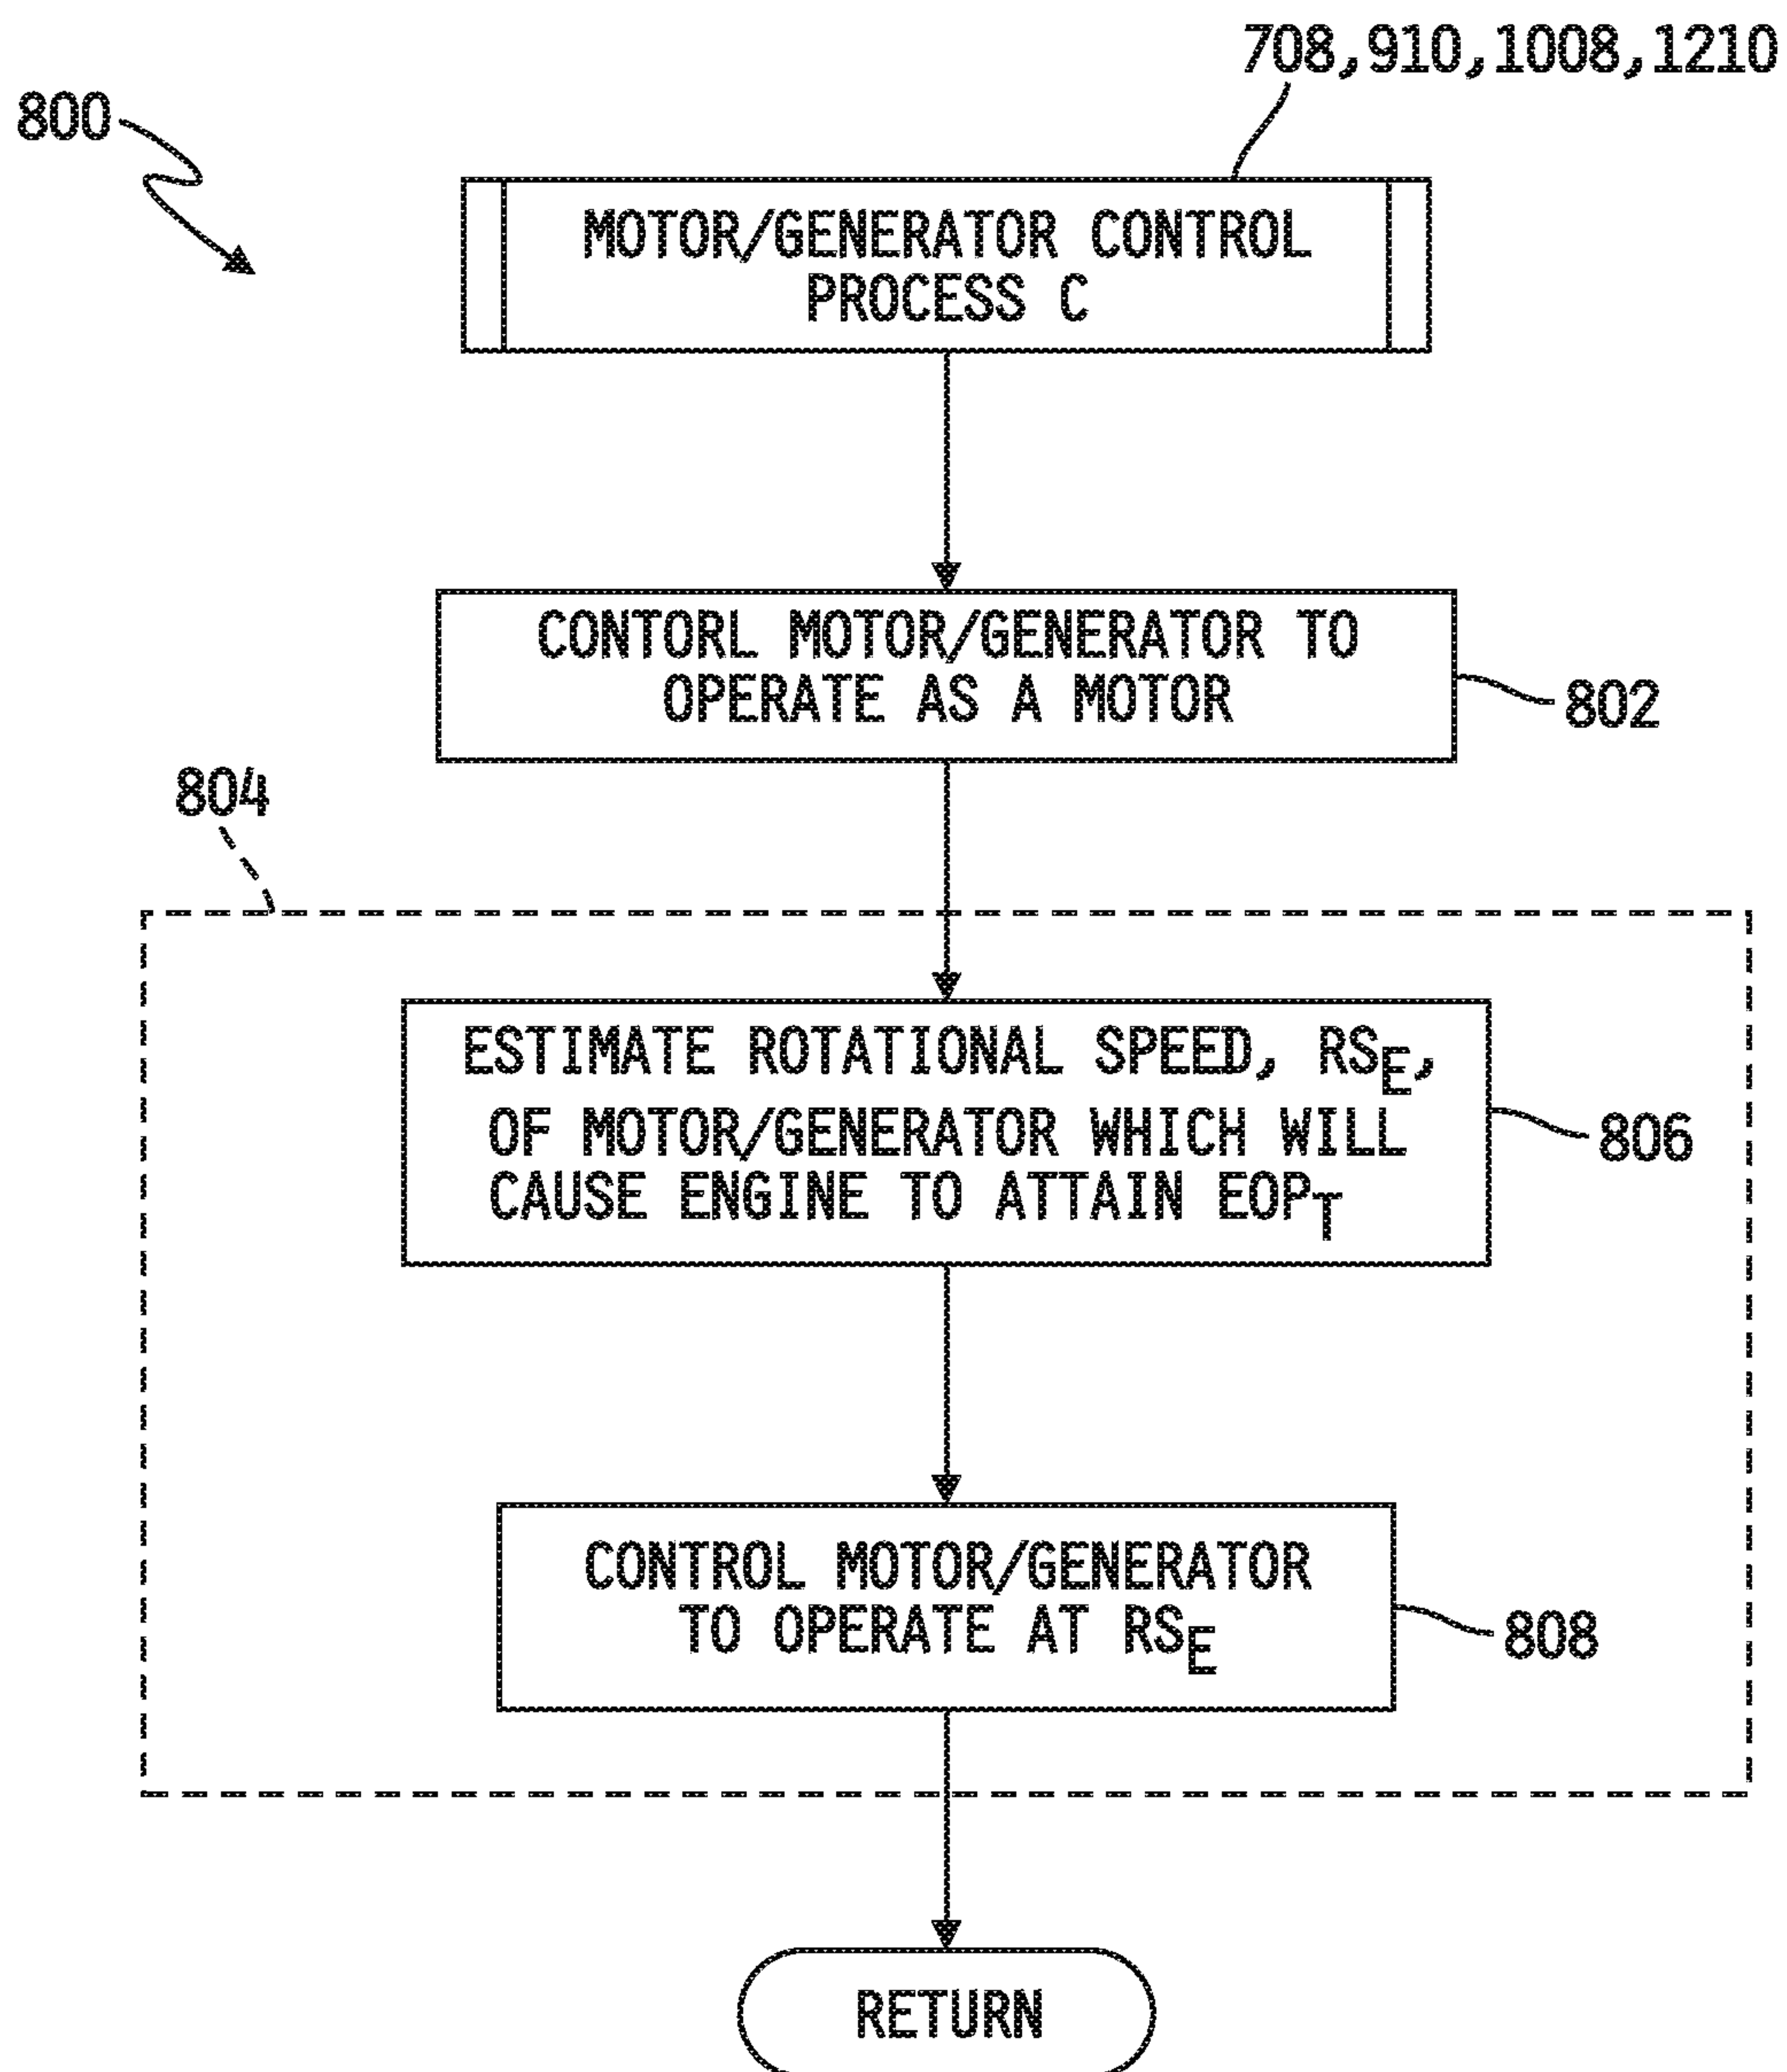 708,910,1008,1210
800
MOTOR/GENERATOR CONTROL
PROCESS C
CONTORL MOTOR/GENERATOR TO
OPERATE AS A MOTOR
802
804
ESTIMATE ROTATIONAL SPEED, RSE,
OF MOTOR/GENERATOR WHICH WILL
CAUSE ENGINE TO ATTAIN EOPT
806
CONTROL MOTOR/GENERATOR
TO OPERATE AT RSE
808
RETURN